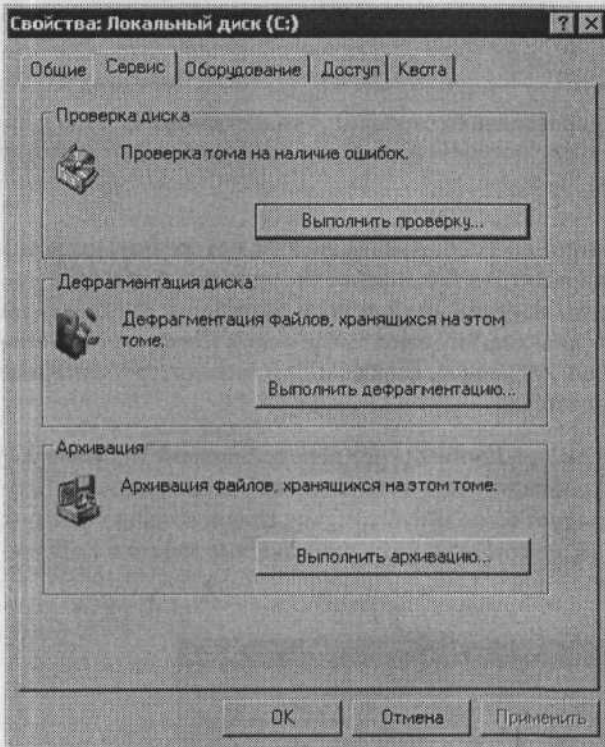 Свойства: Локальный диск (C:)
Общие Сервис Оборудование Доступ Квота
Проверка диска
Проверка тома на наличие ошибок.
Выполнить проверку...
Дефрагментация диска
Дефрагментация файлов, хранящихся на этом
томе.
Выполнить дефрагментацию...
Архивация
Архивация файлов, хранящихся на этом томе.
Выполнить архивацию...
OK Отмена Применить